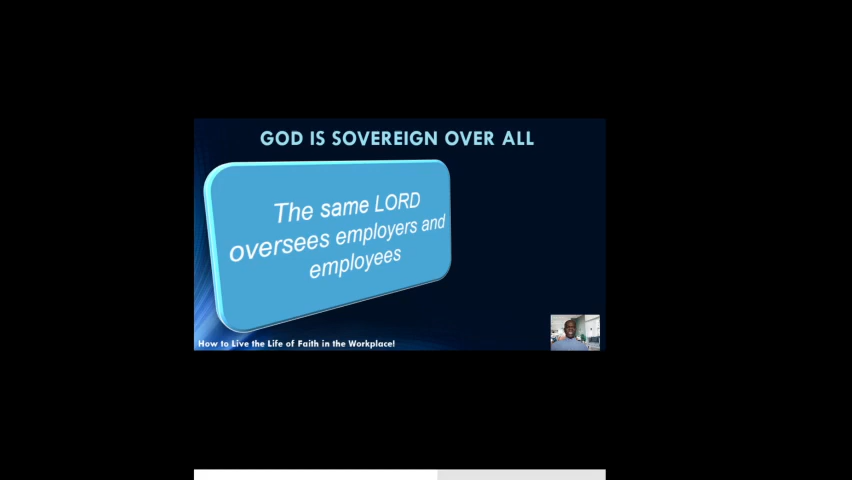 GOD IS SOVEREIGN OVER ALL
The same LORD
oversees employers and
employees
How to Live the Life of Faith in the Workplace!